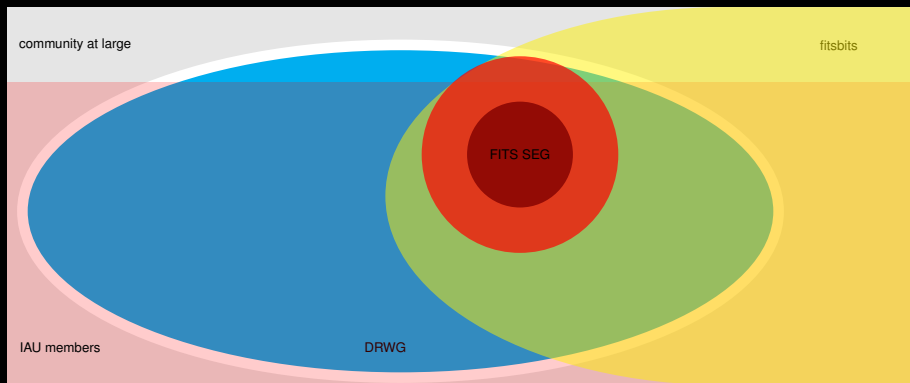 community at large
fitsbits
FITS SEG
IAU members
DRWG